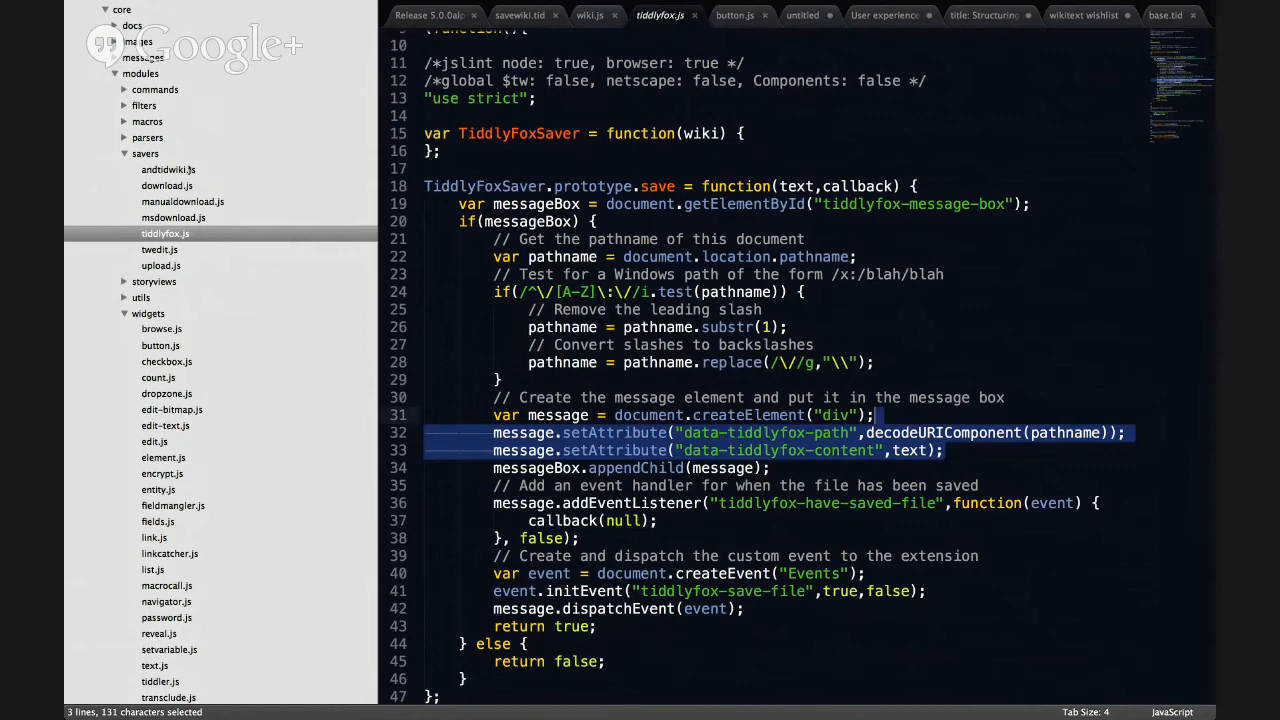 core
docs
images
messages
modules
commands
filters
macros
parsers
savers
andtidwiki.js
download.js
manualdownload.js
msdownload.js
tiddlyfox.js
twedit.js
upload.js
storyviews
utils
widgets
browse.js
button.js
checkbox.js
count.js
dropzone.js
edit-bitmap.js
edit-text.js
edit.js
element.js
encrypt.js
entity.js
fieldmangler.js
fields.js
link.js
linkcatcher.js
list.js
macrocall.js
navigator.js
password.js
reveal.js
setvariable.js
text.js
tiddler.js
transclude.js
Google+
Release 5.0.0alp × savewiki.tid × wiki.js × tiddlyfox.js × button.js × untitled User experience title: Structuring wikitext wishlist base.tid ×
9 (function(){
10
11 /*jslint node: true, browser: true */
12 /*global $tw: false, netscape: false, Components: false */
13 "use strict";
14
15 var TiddlyFoxSaver = function(wiki) {
16 };
17
18 TiddlyFoxSaver.prototype.save = function(text,callback) {
19 var messageBox = document.getElementById("tiddlyfox-message-box");
20 if(messageBox) {
21 // Get the pathname of this document
22 var pathname = document.location.pathname;
23 // Test for a Windows path of the form /x:/blah/blah
24 if(/^\/[A-Z]\:\//i.test(pathname)) {
25 // Remove the leading slash
26 pathname = pathname.substr(1);
27 // Convert slashes to backslashes
28 pathname = pathname.replace(/\//g,"\\");
29 }
30 // Create the message element and put it in the message box
31 var message = document.createElement("div");
32 message.setAttribute("data-tiddlyfox-path",decodeURIComponent(pathname));
33 message.setAttribute("data-tiddlyfox-content",text);
34 messageBox.appendChild(message);
35 // Add an event handler for when the file has been saved
36 message.addEventListener("tiddlyfox-have-saved-file",function(event) {
37 callback(null);
38 }, false);
39 // Create and dispatch the custom event to the extension
40 var event = document.createEvent("Events");
41 event.initEvent("tiddlyfox-save-file",true,false);
42 message.dispatchEvent(event);
43 return true;
44 } else {
45 return false;
46 }
47 };
3 lines, 131 characters selected
Tab Size: 4 JavaScript